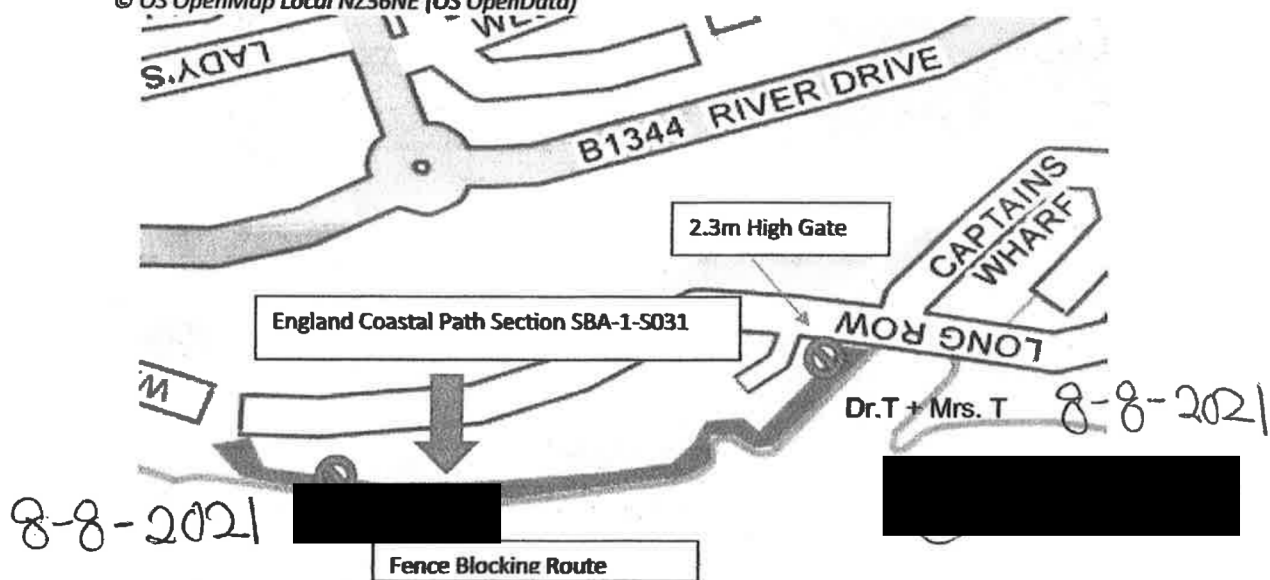 © OS OpenMap Local NZ36NE (OS OpenData)
LADY'S
B1344 RIVER DRIVE
2.3m High Gate
CAPTAINS
WHARF
England Coastal Path Section SBA-1-S031
LONG ROW
Dr.T + Mrs. T 8-8-2021
8-8-2021
Fence Blocking Route